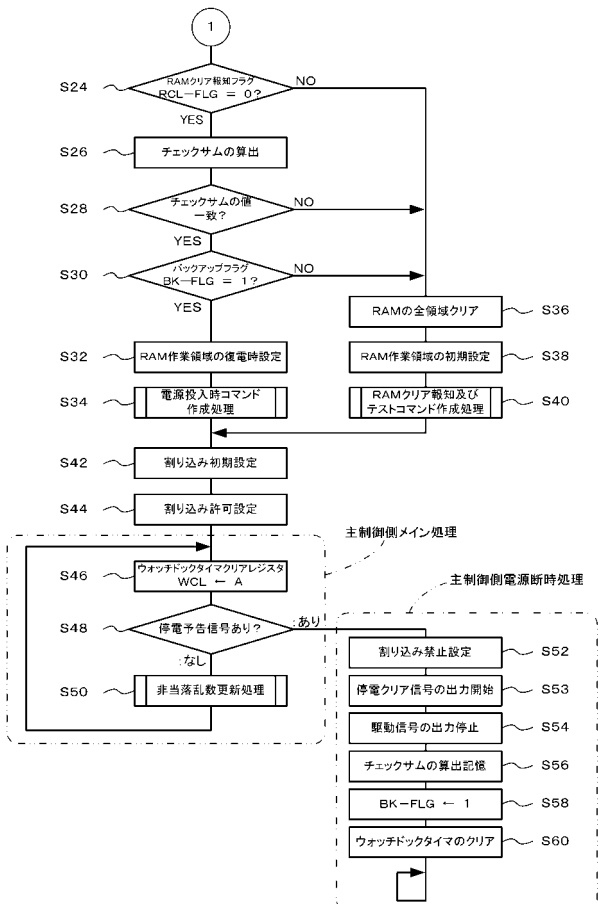 1
S24
RAMクリア報知フラグ
RCL-FLG = 0?
NO
YES
S26
チェックサムの算出
S28
チェックサムの値
一致?
NO
YES
S30
バックアップフラグ
BK-FLG = 1?
NO
YES
RAMの全領域クリア
S36
S32
RAM作業領域の復電時設定
RAM作業領域の初期設定
S38
S34
電源投入時コマンド
作成処理
RAMクリア報知及び
テストコマンド作成処理
S40
S42
割り込み初期設定
S44
割り込み許可設定
主制御側メイン処理
S46
ウォッチドックタイマクリアレジスタ
WCL ← A
主制御側電源断時処理
S48
停電予告信号あり?
:あり
:なし
割り込み禁止設定
S52
S50
非当落乱数更新処理
停電クリア信号の出力開始
S53
駆動信号の出力停止
S54
チェックサムの算出記憶
S56
BK-FLG ← 1
S58
ウォッチドックタイマのクリア
S60